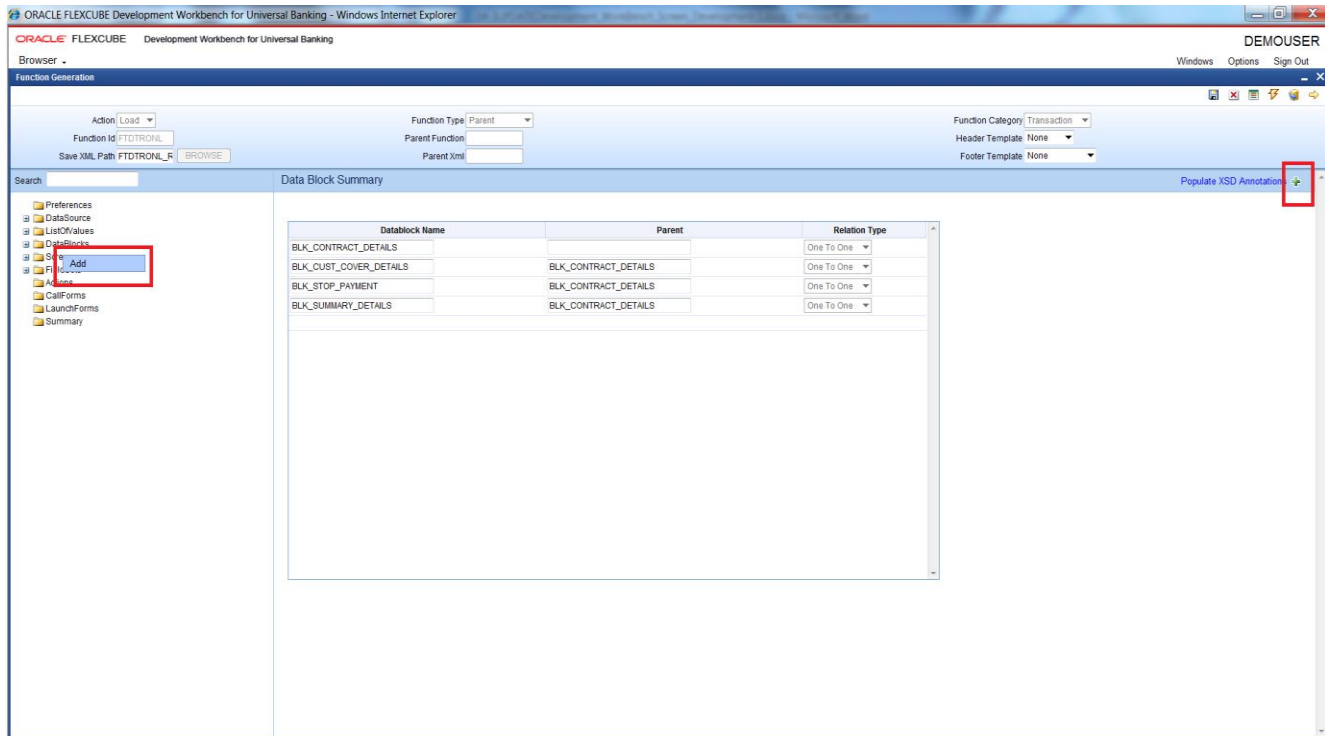 ORACLE FLEXCUBE Development Workbench for Universal Banking - Windows Internet Explorer
ORACLE FLEXCUBE Development Workbench for Universal Banking DEMOUSER
Browser Windows Options Sign Out
Function Generation
Action Load Function Type Parent Function Category Transaction
Function Id FTDTRONL Parent Function Header Template None
Save XML Path FTDTRONL_R BROWSE Parent Xml Footer Template None
Search Data Block Summary Populate XSD Annotations
Preferences
DataSource
ListOfValues
DataBlocks
Scre
Add
Fi
Actions
CallForms
LaunchForms
Summary
Datablock Name Parent Relation Type
BLK_CONTRACT_DETAILS One To One
BLK_CUST_COVER_DETAILS BLK_CONTRACT_DETAILS One To One
BLK_STOP_PAYMENT BLK_CONTRACT_DETAILS One To One
BLK_SUMMARY_DETAILS BLK_CONTRACT_DETAILS One To One